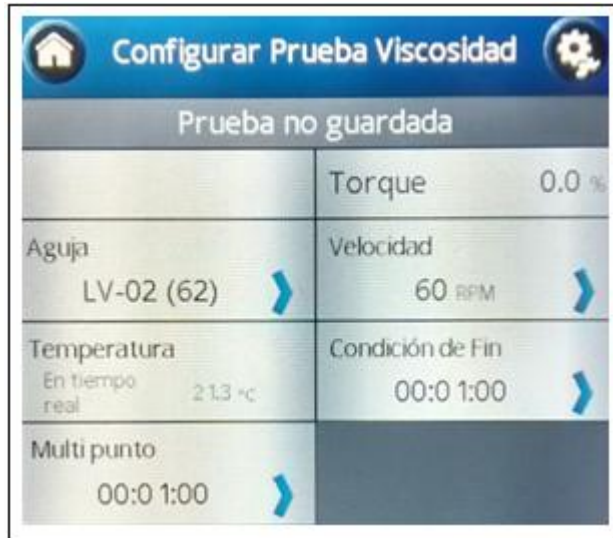 Configurar Prueba Viscosidad
Prueba no guardada
Torque 0.0 %
Aguja
LV-02 (62)
Velocidad
60 RPM
Temperatura
En tiempo
real
21.3 °C
Condición de Fin
00:01:00
Multi punto
00:01:00